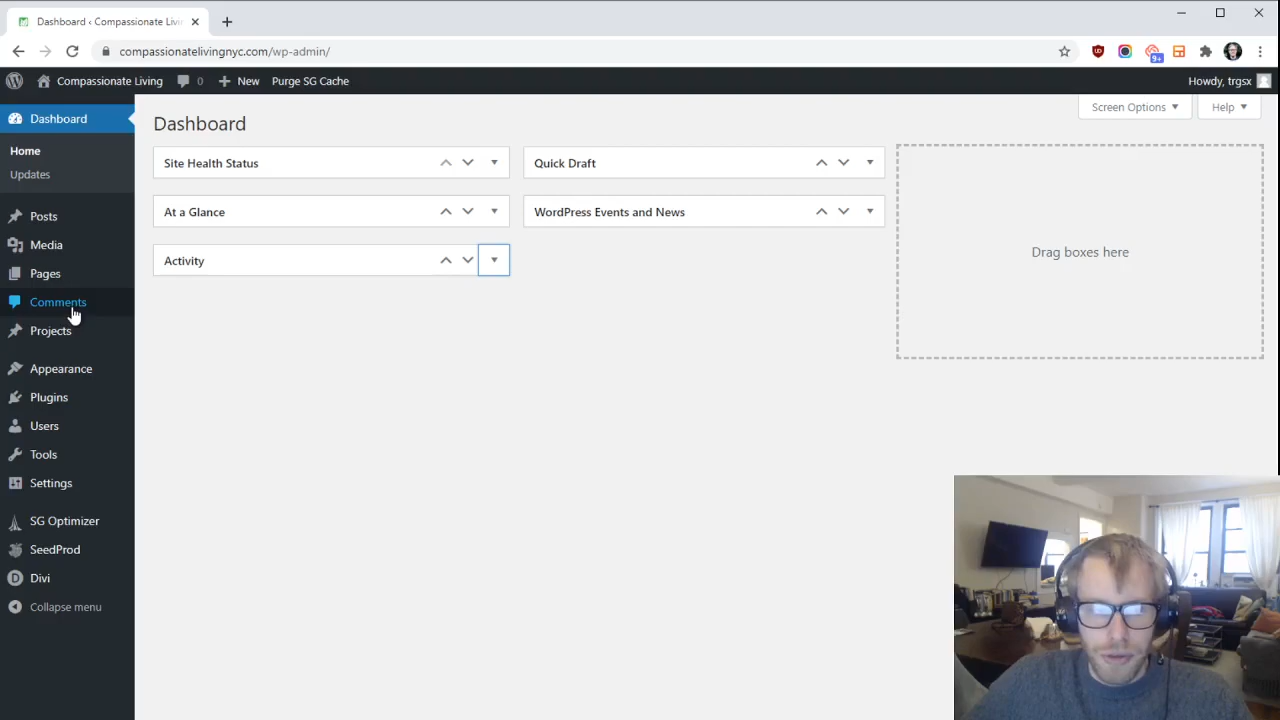 Dashboard ‹ Compassionate Livi
compassionatelivingnyc.com/wp-admin/
9+
Compassionate Living
0
New
Purge SG Cache
Howdy, trgsx
Dashboard
Home
Updates
Posts
Media
Pages
Comments
Projects
Appearance
Plugins
Users
Tools
Settings
SG Optimizer
SeedProd
Divi
Collapse menu
Screen Options
Help
Dashboard
Site Health Status
Quick Draft
At a Glance
WordPress Events and News
Activity
Drag boxes here